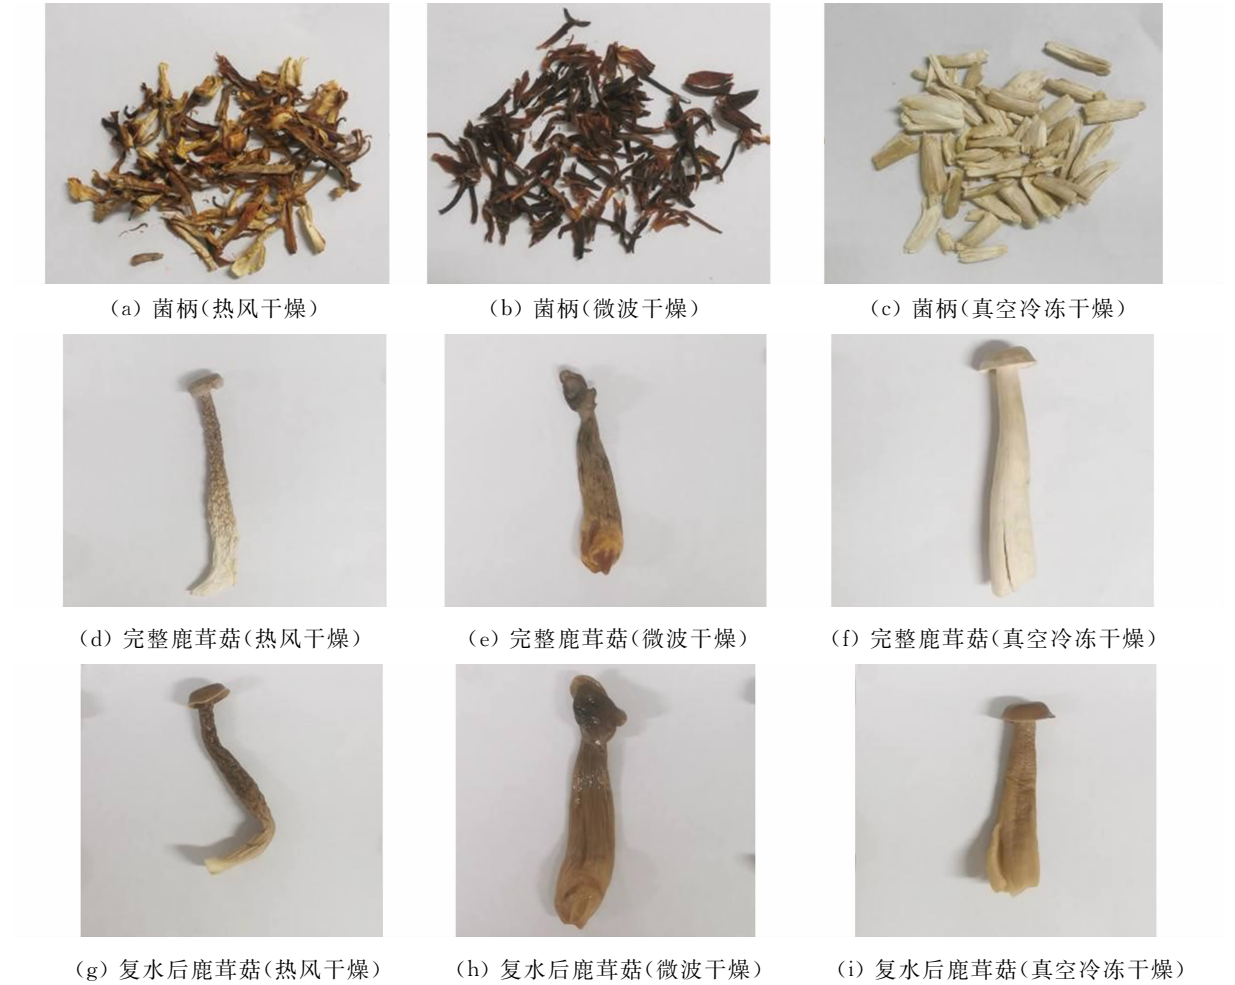 (a) 菌柄(热风干燥)
(b) 菌柄(微波干燥)
(c) 菌柄(真空冷冻干燥)
(d) 完整鹿茸菇(热风干燥)
(e) 完整鹿茸菇(微波干燥)
(f) 完整鹿茸菇(真空冷冻干燥)
(g) 复水后鹿茸菇(热风干燥)
(h) 复水后鹿茸菇(微波干燥)
(i) 复水后鹿茸菇(真空冷冻干燥)